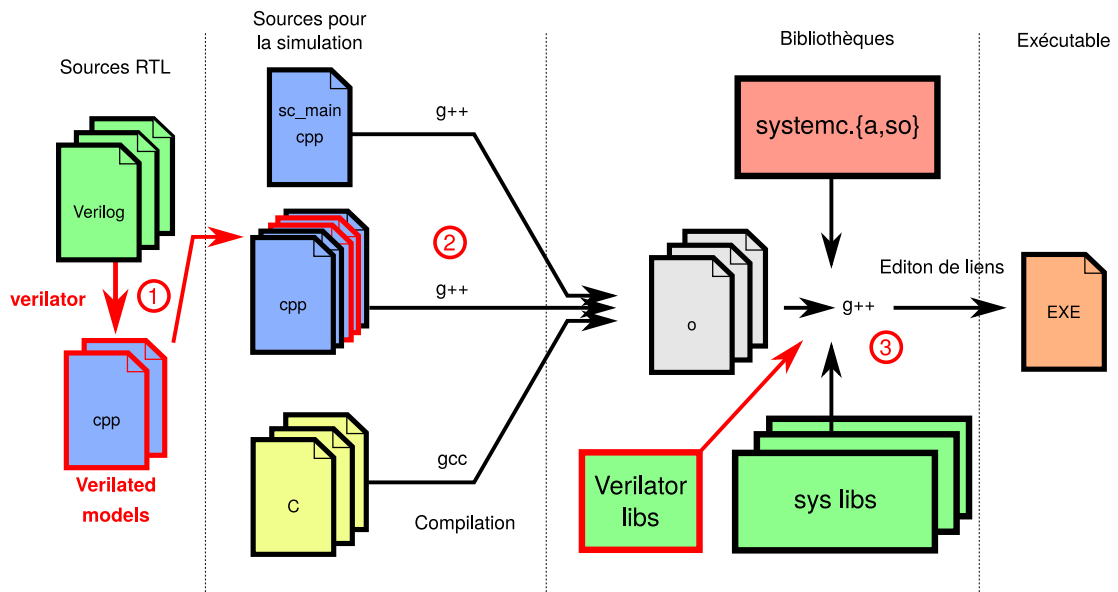 Sources RTL
Verilog
verilator
1
cpp
Verilated
models
Sources pour
la simulation
sc_main
cpp
g++
2
cpp
g++
C
gcc
Compilation
Bibliothèques
systemc.{a,so}
o
g++
3
Verilator
libs
sys libs
Exécutable
Editon de liens
EXE